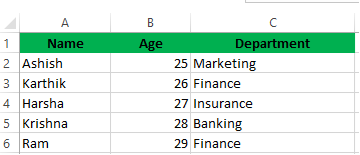 A B C
1 Name Age Department
2 Ashish 25 Marketing
3 Karthik 26 Finance
4 Harsha 27 Insurance
5 Krishna 28 Banking
6 Ram 29 Finance